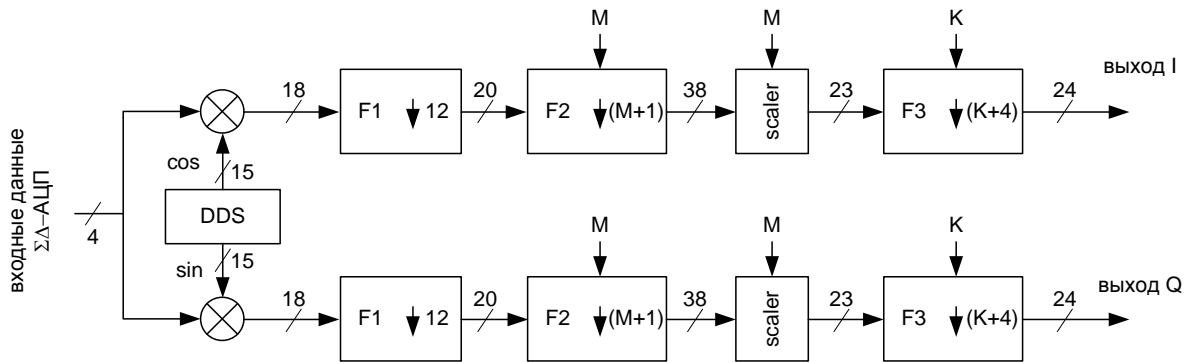 M
M
K
18
F1
12
20
F2
(M+1)
38
scaler
23
F3
(K+4)
24
выход I
cos
15
входные данные
ΣΔ–АЦП
4
DDS
sin
15
M
M
K
18
F1
12
20
F2
(M+1)
38
scaler
23
F3
(K+4)
24
выход Q